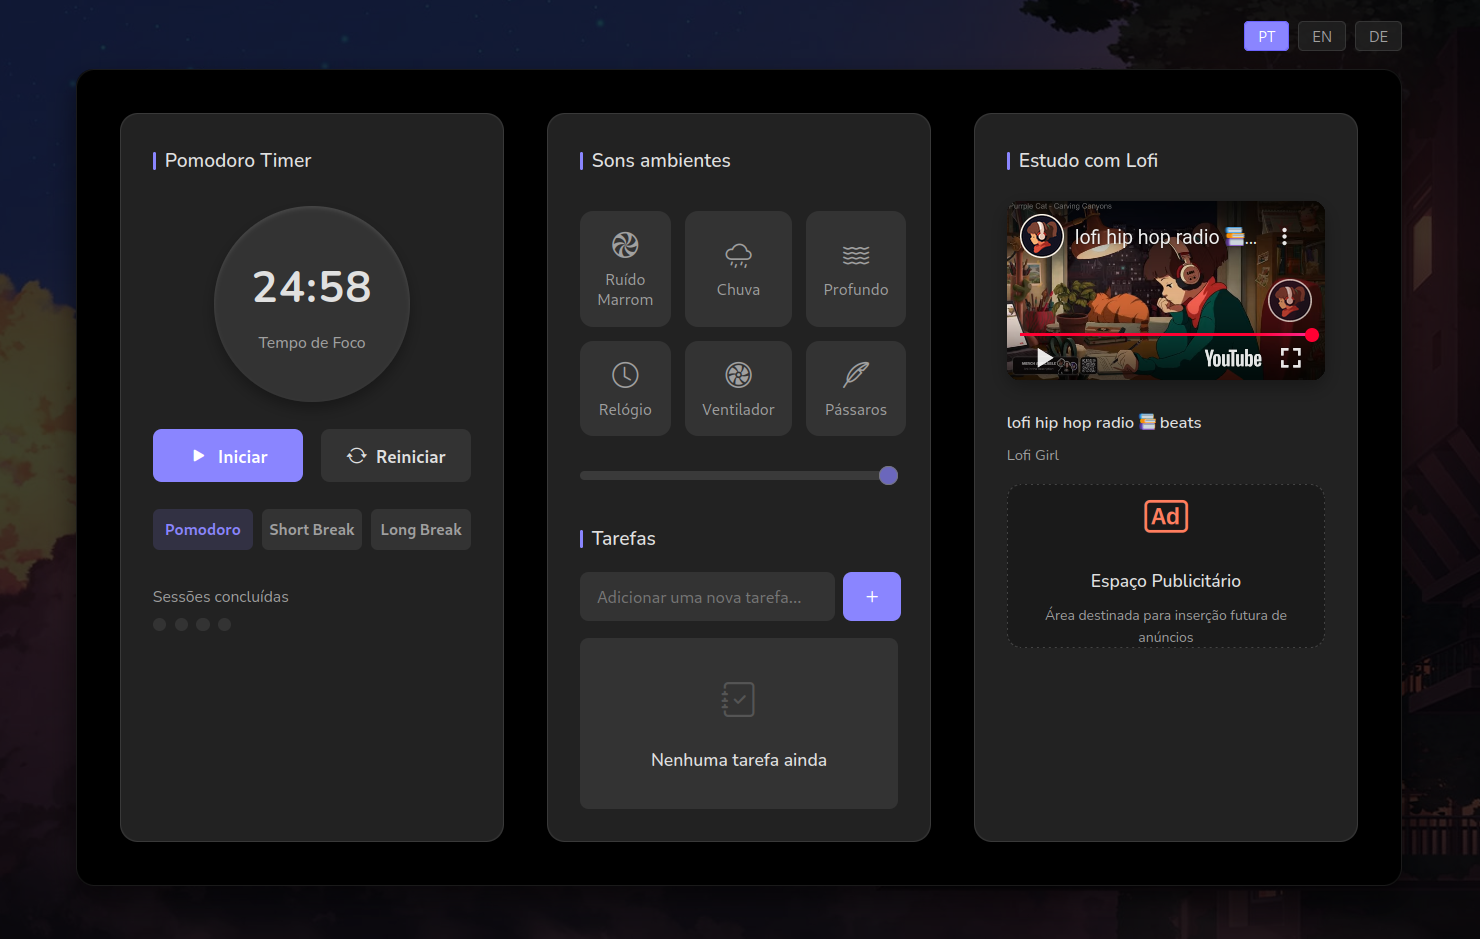 PT
EN
DE
Pomodoro Timer
24:58
Tempo de Foco
Iniciar
Reiniciar
Pomodoro
Short Break
Long Break
Sessões concluídas
Sons ambientes
Ruído
Marrom
Chuva
Profundo
Relógio
Ventilador
Pássaros
Tarefas
Adicionar uma nova tarefa...
+
Nenhuma tarefa ainda
Estudo com Lofi
Purple Cat - Carving Canyons
lofi hip hop radio 📚...
YouTube
lofi hip hop radio 📚 beats
Lofi Girl
Ad
Espaço Publicitário
Área destinada para inserção futura de
anúncios